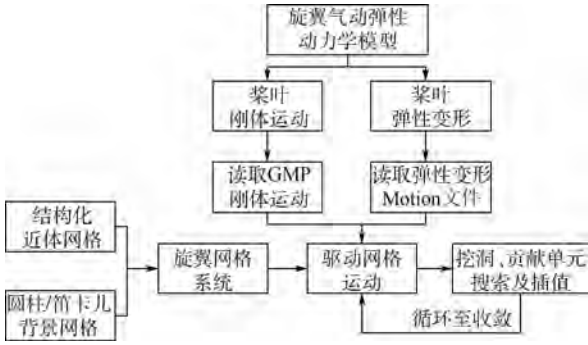 旋翼气动弹性
动力学模型
桨叶
刚体运动
桨叶
弹性变形
读取GMP
刚体运动
读取弹性变形
Motion文件
结构化
近体网格
圆柱/笛卡儿
背景网格
旋翼网格
系统
驱动网格
运动
挖洞、贡献单元
搜索及插值
循环至收敛